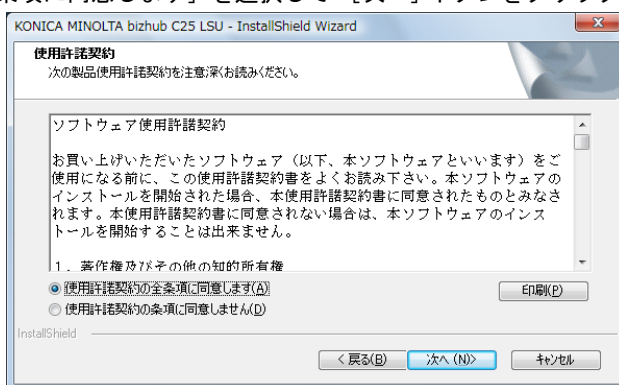 KONICA MINOLTA bizhub C25 LSU - InstallShield Wizard
使用許諾契約
次の製品使用許諾契約を注意深くお読みください。
ソフトウェア使用許諾契約
お買い上げいただいたソフトウェア（以下、本ソフトウェアといいます）をご
使用になる前に、この使用許諾契約書をよくお読み下さい。本ソフトウェアの
インストールを開始された場合、本使用許諾契約書に同意されたものとみなさ
れます。本使用許諾契約書に同意されない場合は、本ソフトウェアのインス
トールを開始することは出来ません。
１．著作権及びその他の知的所有権
使用許諾契約の全条項に同意します(A)
印刷(P)
使用許諾契約の条項に同意しません(D)
InstallShield
< 戻る(B)
次へ (N)>
キャンセル